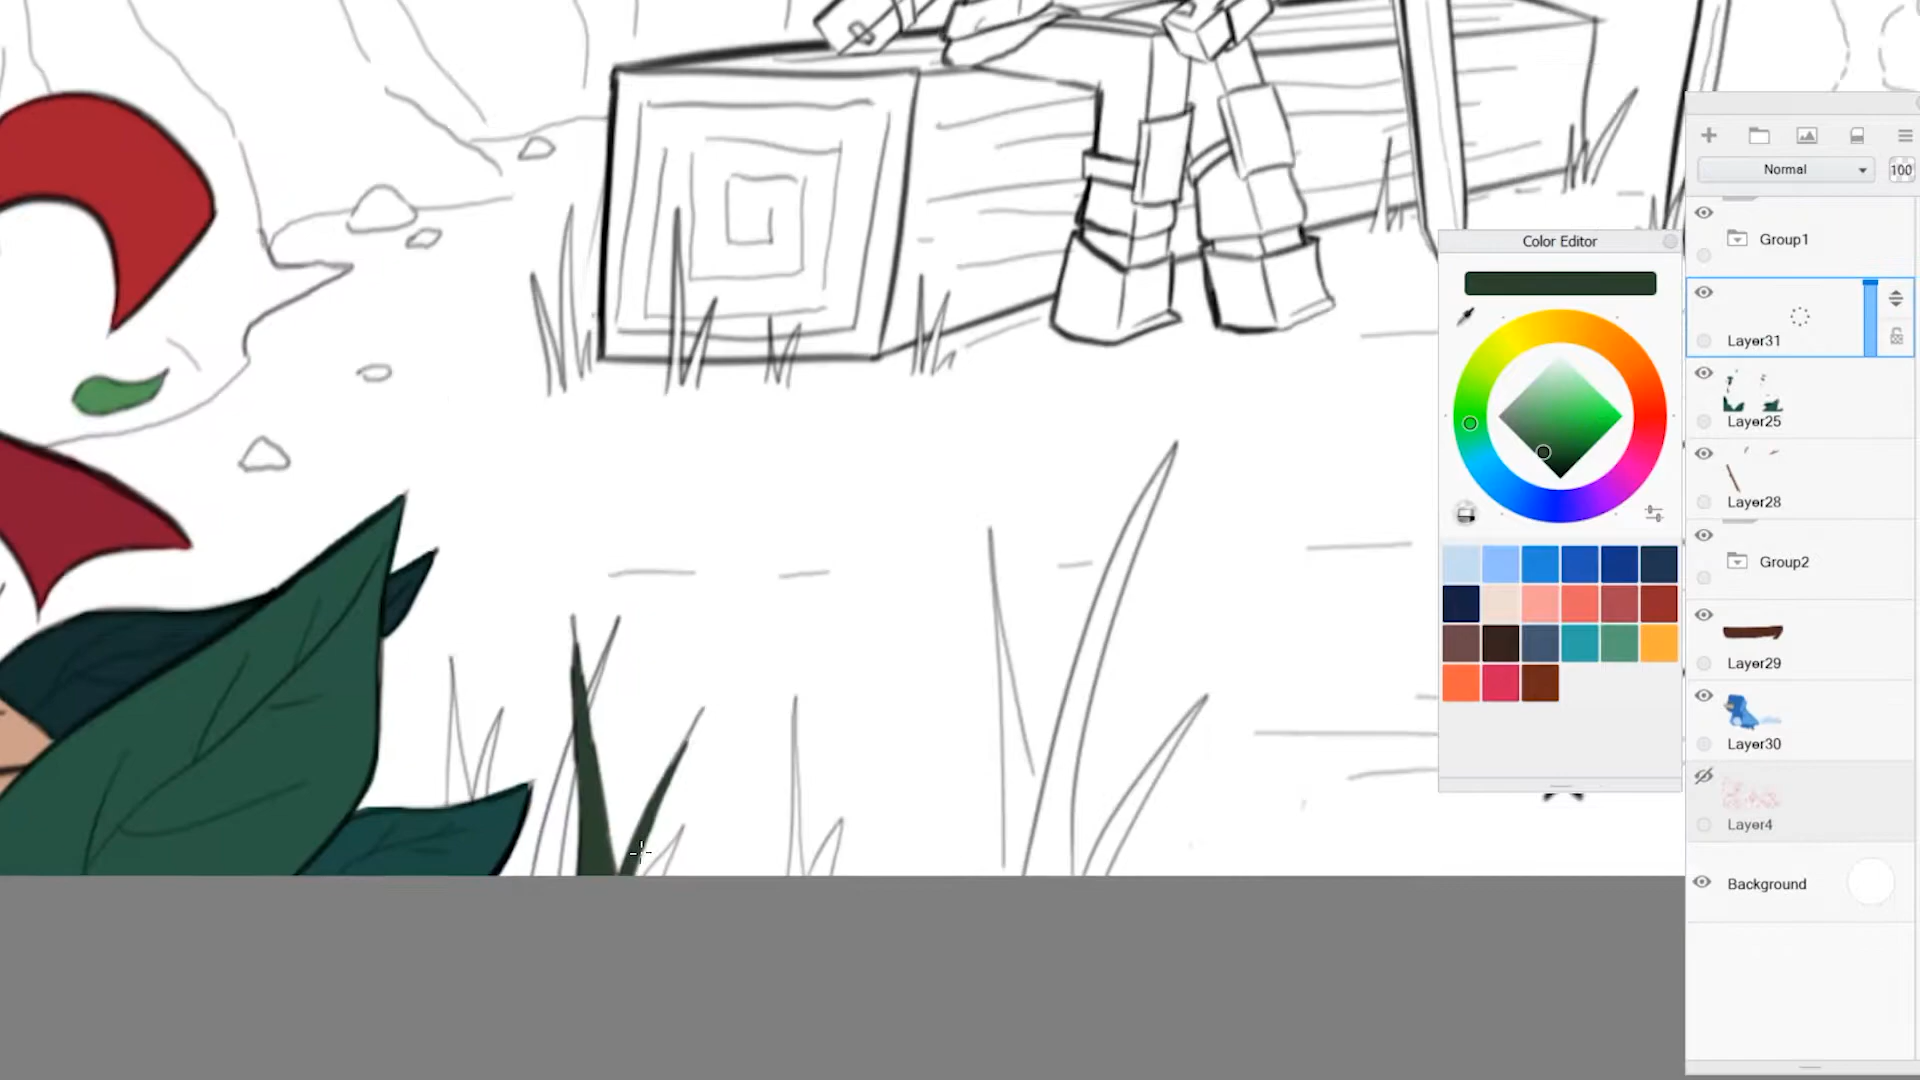 Normal
100
Group1
Color Editor
Layer31
Layer25
Layer28
Group2
Layer29
Layer30
Layer4
Background